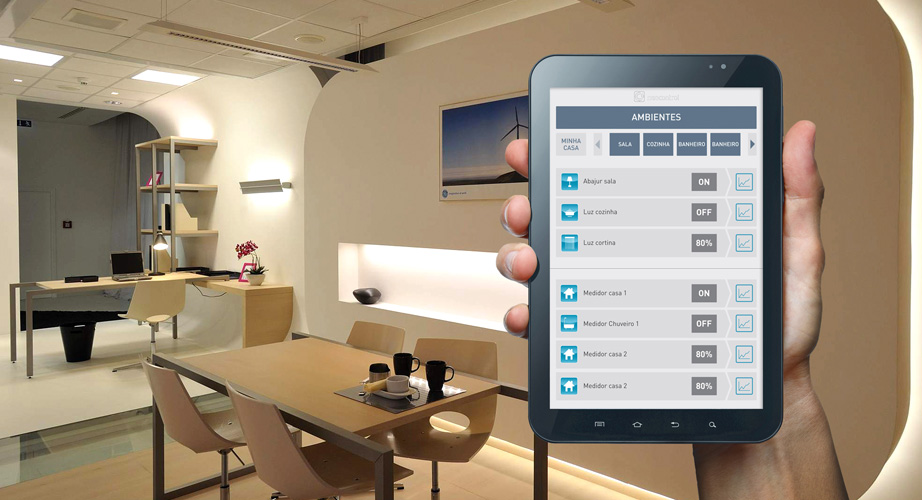 AMBIENTES
MINHA
CASA
SALA COZINHA BANHEIRO BANHEIRO
Abajur sala ON
Luz cozinha OFF
Luz cortina 80%
Medidor casa 1 ON
Medidor Chuveiro 1 OFF
Medidor casa 2 80%
Medidor casa 2 80%